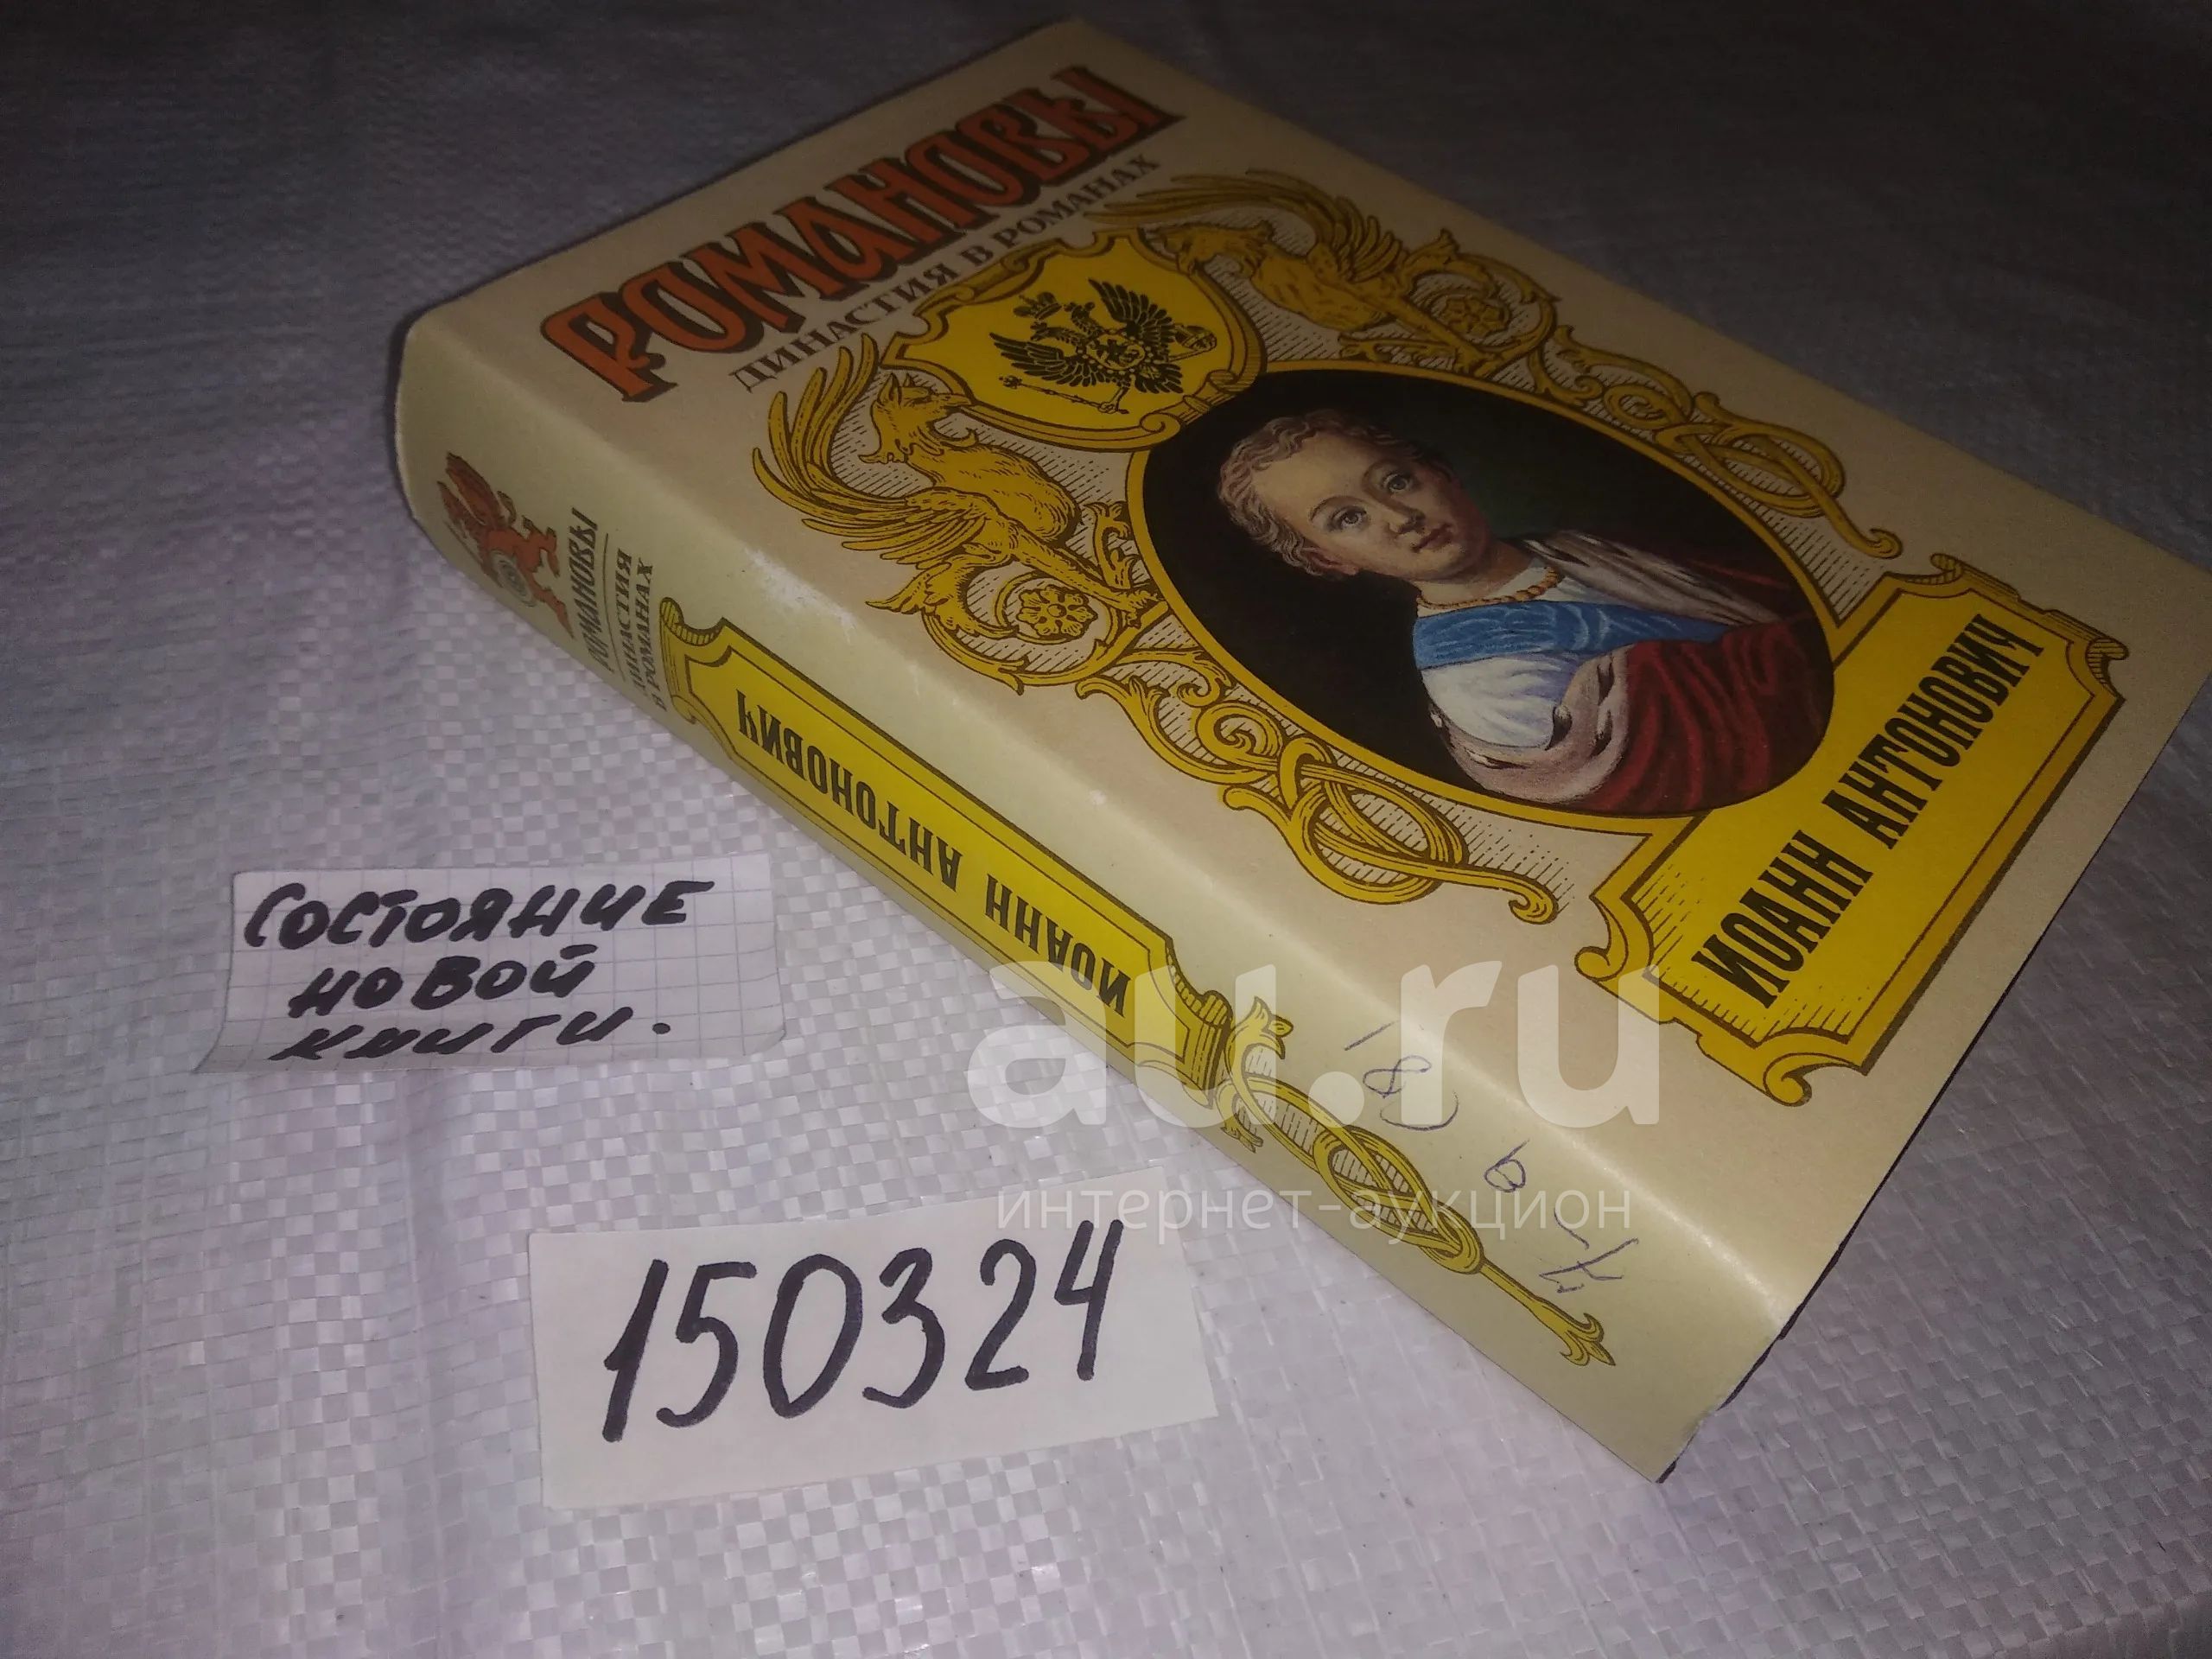 РОМАНОВЫ
ДИНАСТИЯ В РОМАНАХ
ИОАНН АНТОНОВИЧ
РОМАНОВЫ
ДИНАСТИЯ
В РОМАНАХ
ИОАНН АНТОНОВИЧ
СОСТОЯНИЕ
НОВОЙ
КНИГИ.
150324
au.ru
интернет-аукцион